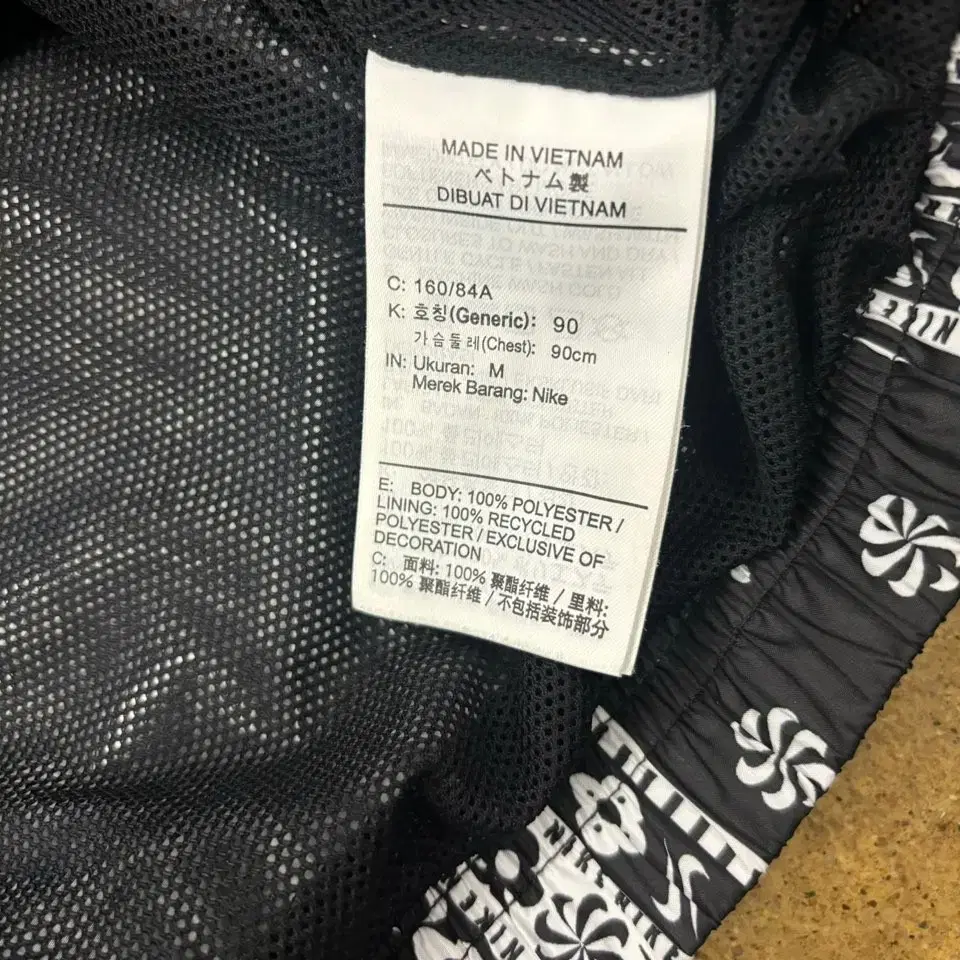 MADE IN VIETNAM
ベトナム製
DIBUAT DI VIETNAM
C: 160/84A
K: 호칭(Generic): 90
가슴둘레(Chest): 90cm
IN: Ukuran: M
Merek Barang: Nike
E: BODY: 100% POLYESTER /
LINING: 100% RECYCLED
POLYESTER / EXCLUSIVE OF
DECORATION
C: 面料: 100% 聚酯纤维 / 里料:
100% 聚酯纤维 / 不包括装饰部分
NIKE
NIKE
NIKE